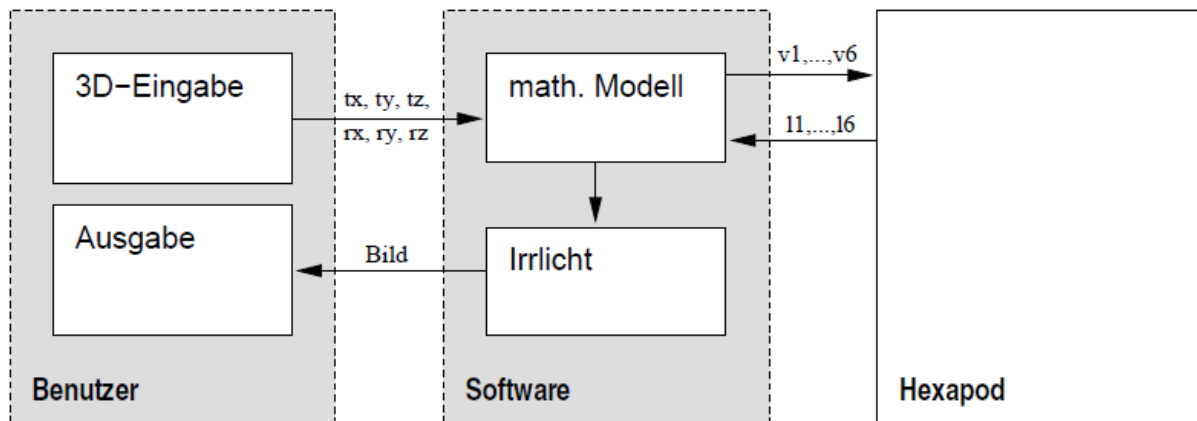 3D−Eingabe
tx, ty, tz,
rx, ry, rz
math. Modell
v1,...,v6
l1,...,l6
Ausgabe
Bild
Irrlicht
Benutzer
Software
Hexapod